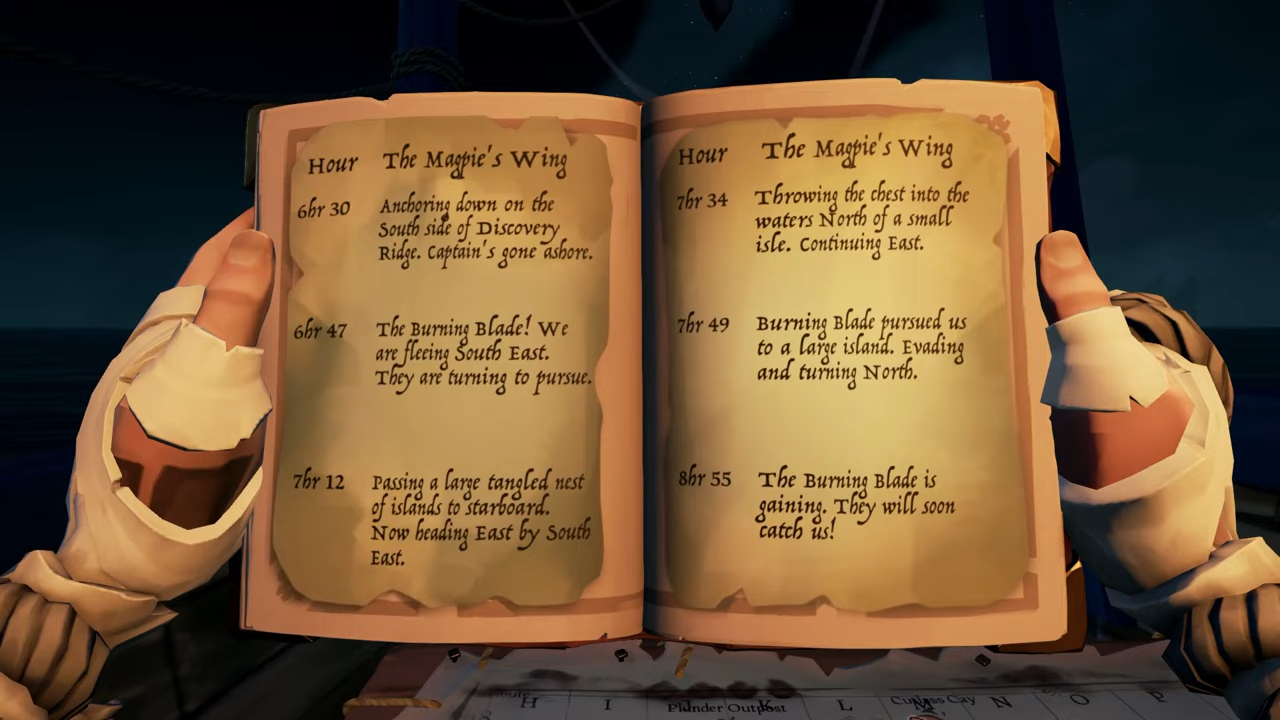 Hour The Magpie's Wing
6hr 30 Anchoring down on the
South side of Discovery
Ridge. Captain's gone ashore.
6hr 47 The Burning Blade! We
are fleeing South East.
They are turning to pursue.
7hr 12 Passing a large tangled nest
of islands to starboard.
Now heading East by South
East.
Hour The Magpie's Wing
7hr 34 Throwing the chest into the
waters North of a small
isle. Continuing East.
7hr 49 Burning Blade pursued us
to a large island. Evading
and turning North.
8hr 55 The Burning Blade is
gaining. They will soon
catch us!
H I K L M N O P
Plunder Outpost Cutlass Cay